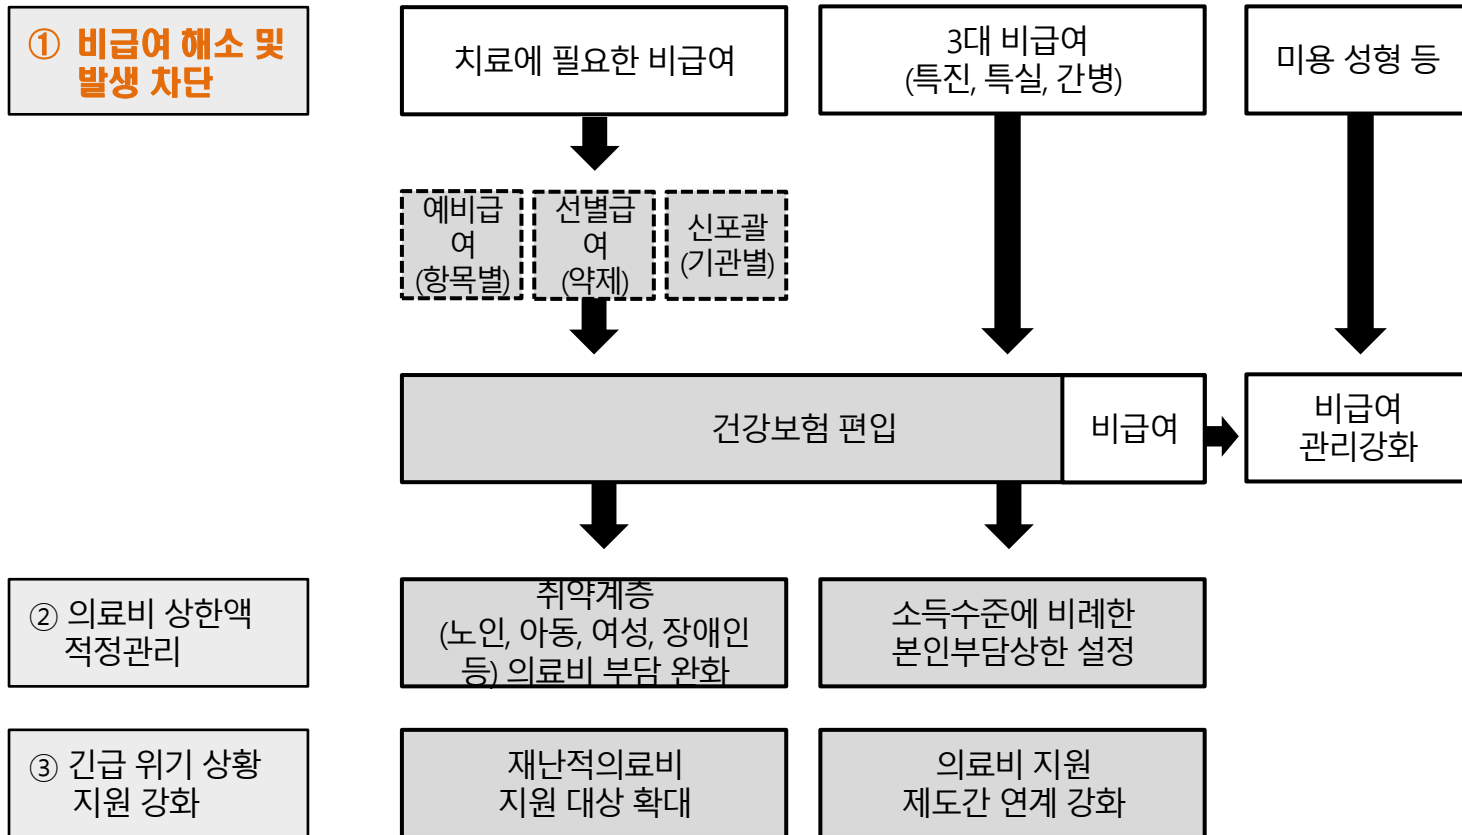 ① 비급여 해소 및
발생 차단
치료에 필요한 비급여
3대 비급여
(특진, 특실, 간병)
미용 성형 등
예비급
여
(항목별)
선별급
여
(약제)
신포괄
(기관별)
건강보험 편입
비급여
비급여
관리강화
② 의료비 상한액
적정관리
취약계층
(노인, 아동, 여성, 장애인
등) 의료비 부담 완화
소득수준에 비례한
본인부담상한 설정
③ 긴급 위기 상황
지원 강화
재난적의료비
지원 대상 확대
의료비 지원
제도간 연계 강화